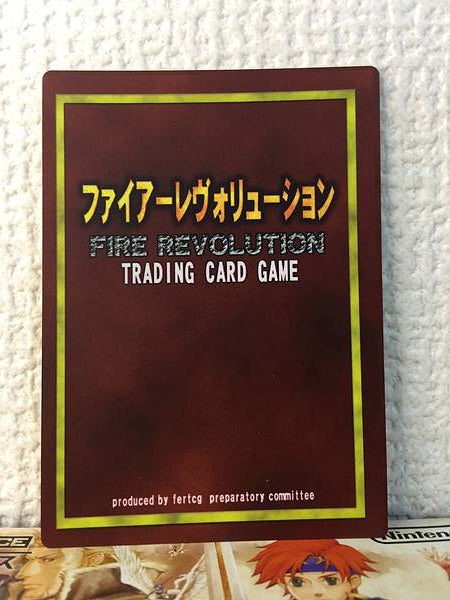 ファイアーレヴォリューション
FIRE REVOLUTION
TRADING CARD GAME
produced by fertcg preparatory committee